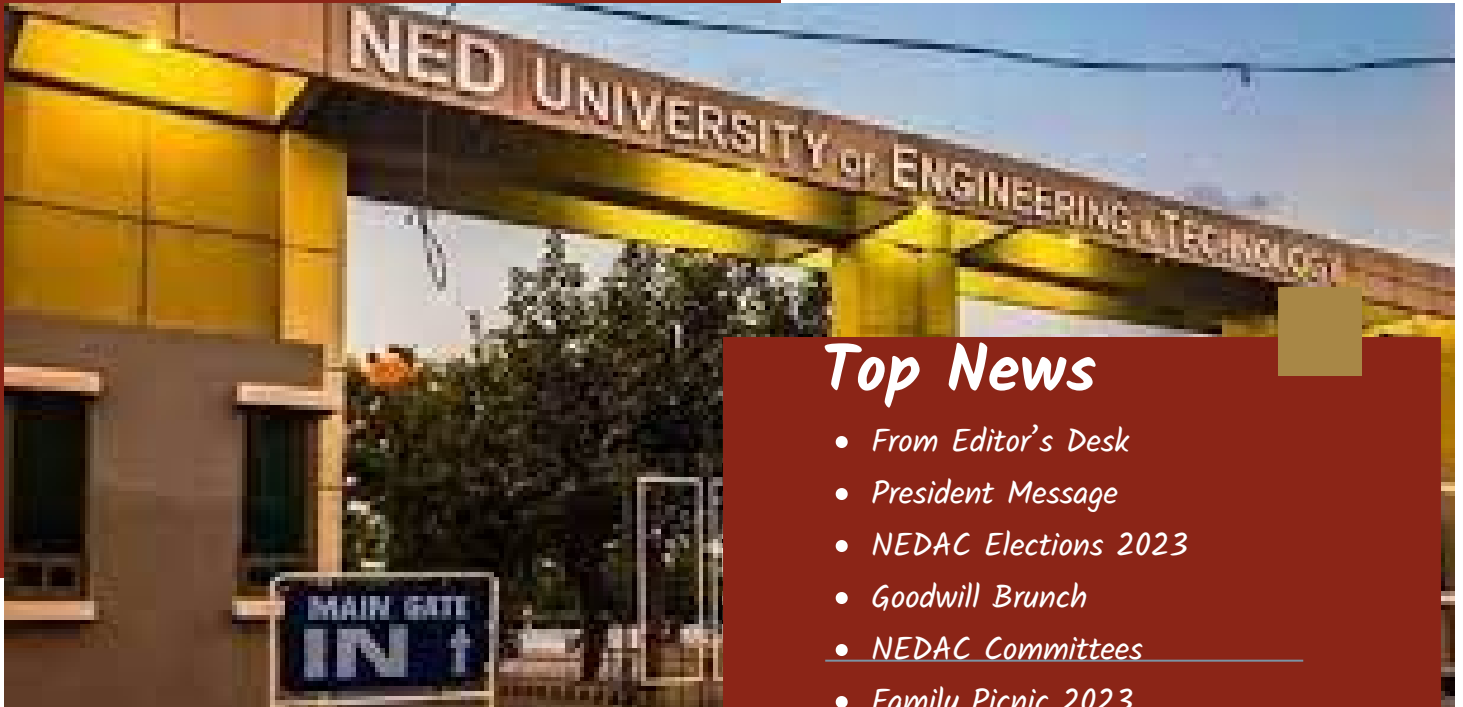 NED UNIVERSITY OF ENGINEERING & TECHNOLOGY
Top News
• From Editor's Desk
• President Message
• NEDAC Elections 2023
• Goodwill Brunch
• NEDAC Committees
• Family Picnic 2023
MAIN GATE
IN ↑